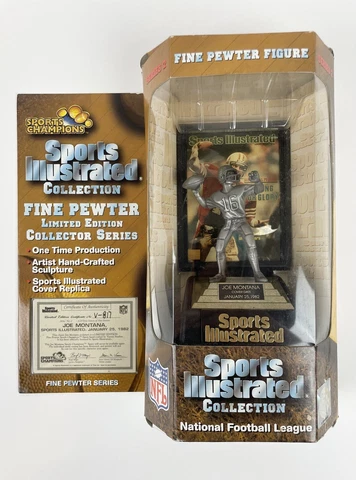 SPORTS
CHAMPIONS
Sports
Illustrated
COLLECTION
FINE PEWTER
LIMITED EDITION
COLLECTOR SERIES
One Time Production
Artist Hand-Crafted
Sculpture
Sports Illustrated
Cover Replica
Certificate Of Authenticity
JOE MONTANA
SPORTS ILLUSTRATED, JANUARY 25, 1982
FINE PEWTER SERIES
FINE PEWTER FIGURE
Sports Illustrated
16
JOE MONTANA
JANUARY 25, 1982
Sports
Illustrated
NFL
Sports
Illustrated
COLLECTION
National Football League